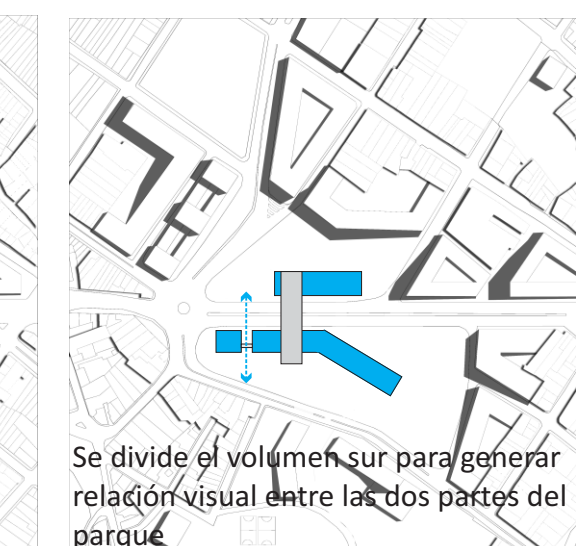 Se divide el volumen sur para generar
relación visual entre las dos partes del
parque